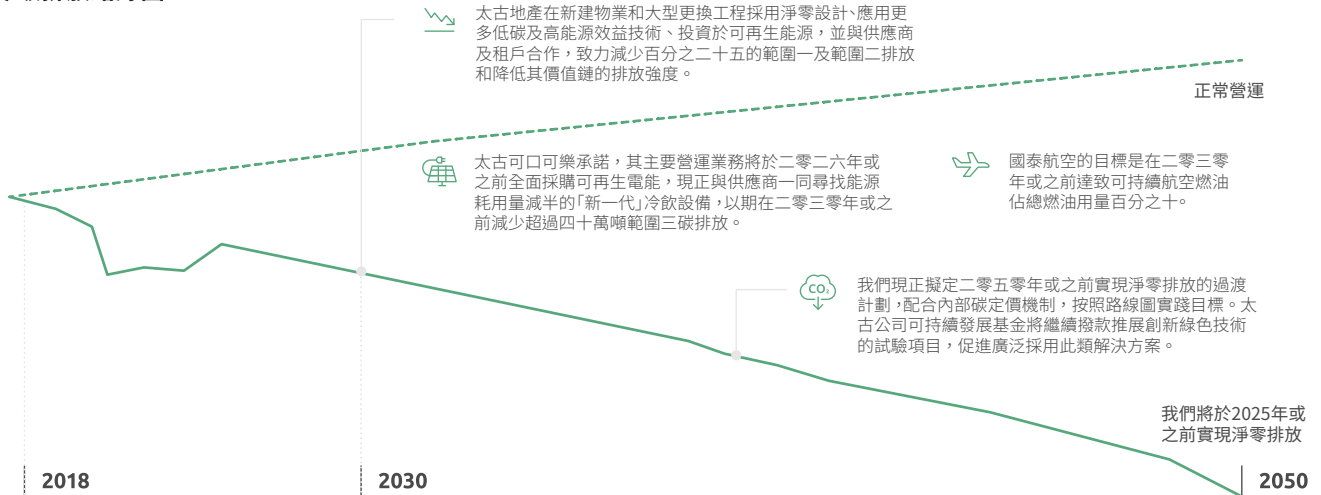 太古地產在新建物業和大型更換工程採用淨零設計、應用更
多低碳及高能源效益技術、投資於可再生能源，並與供應商
及租戶合作，致力減少百分之二十五的範圍一及範圍二排放
和降低其價值鏈的排放強度。
正常營運
太古可口可樂承諾，其主要營運業務將於二零二六年或
之前全面採購可再生電能，現正與供應商一同尋找能源
耗用量減半的「新一代」冷飲設備，以期在二零三零年或之
前減少超過四十萬噸範圍三碳排放。
國泰航空的目標是在二零三零
年或之前達致可持續航空燃油
佔總燃油用量百分之十。
CO₂
我們現正擬定二零五零年或之前實現淨零排放的過渡
計劃，配合內部碳定價機制，按照路線圖實踐目標。太
古公司可持續發展基金將繼續撥款推展創新綠色技術
的試驗項目，促進廣泛採用此類解決方案。
我們將於2025年或
之前實現淨零排放
2018
2030
2050